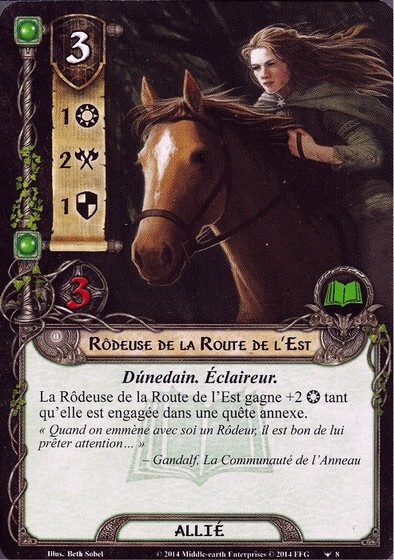 3
1
2
1
3
Rôdeuse de la Route de l'Est
Dúnedain. Éclaireur.
La Rôdeuse de la Route de l'Est gagne +2 tant
qu'elle est engagée dans une quête annexe.
« Quand on emmène avec soi un Rôdeur, il est bon de lui
prêter attention… »
– Gandalf, La Communauté de l'Anneau
Allié
Illus. Beth Sobel
© 2014 Middle-earth Enterprises © 2014 FFG
8